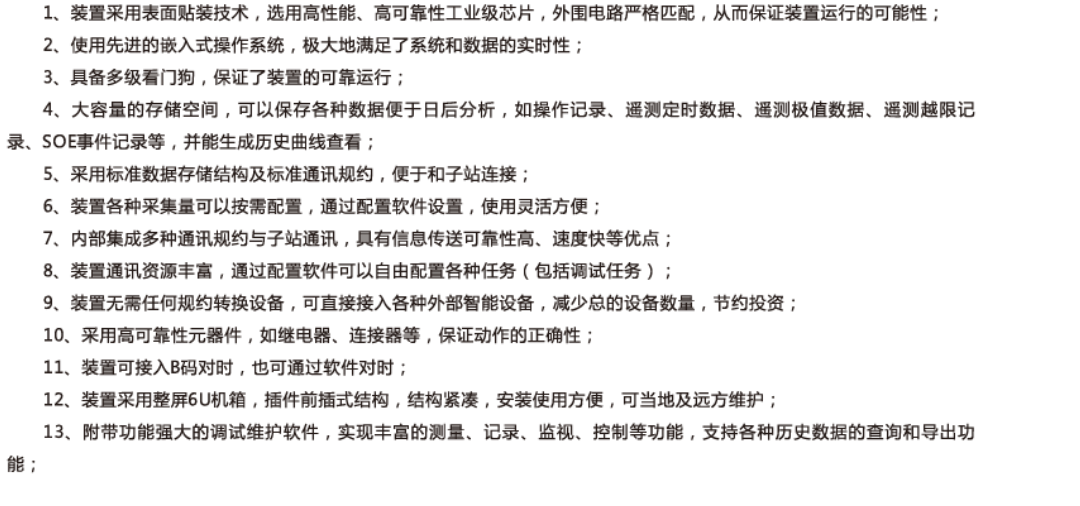 1、装置采用表面贴装技术，选用高性能、高可靠性工业级芯片，外围电路严格匹配，从而保证装置运行的可能性；
2、使用先进的嵌入式操作系统，极大地满足了系统和数据的实时性；
3、具备多级看门狗，保证了装置的可靠运行；
4、大容量的存储空间，可以保存各种数据便于日后分析，如操作记录、遥测定时数据、遥测极值数据、遥测越限记
录、SOE事件记录等，并能生成历史曲线查看；
5、采用标准数据存储结构及标准通讯规约，便于和子站连接；
6、装置各种采集量可以按需配置，通过配置软件设置，使用灵活方便；
7、内部集成多种通讯规约与子站通讯，具有信息传送可靠性高、速度快等优点；
8、装置通讯资源丰富，通过配置软件可以自由配置各种任务（包括调试任务）；
9、装置无需任何规约转换设备，可直接接入各种外部智能设备，减少总的设备数量，节约投资；
10、采用高可靠性元器件，如继电器、连接器等，保证动作的正确性；
11、装置可接入B码对时，也可通过软件对时；
12、装置采用整屏6U机箱，插件前插式结构，结构紧凑，安装使用方便，可当地及远方维护；
13、附带功能强大的调试维护软件，实现丰富的测量、记录、监视、控制等功能，支持各种历史数据的查询和导出功
能；